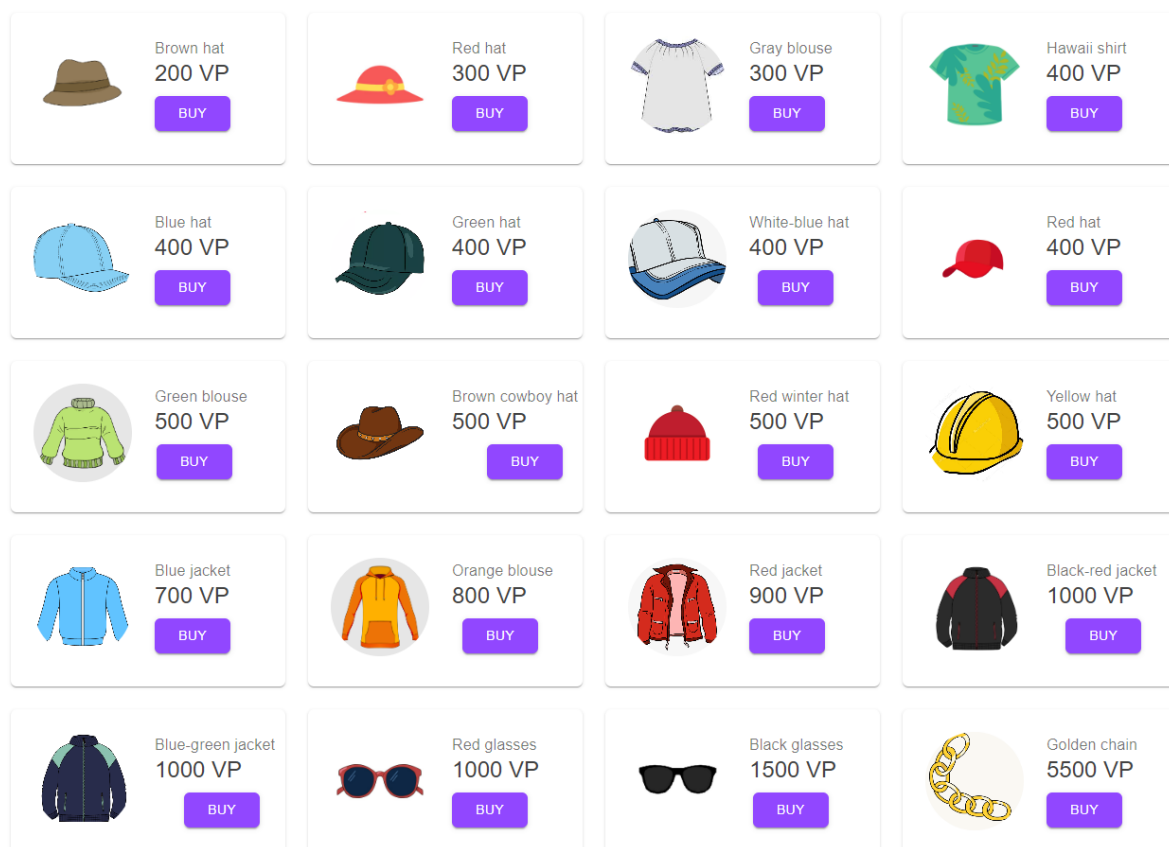 Brown hat
200 VP
BUY
Red hat
300 VP
BUY
Gray blouse
300 VP
BUY
Hawaii shirt
400 VP
BUY
Blue hat
400 VP
BUY
Green hat
400 VP
BUY
White-blue hat
400 VP
BUY
Red hat
400 VP
BUY
Green blouse
500 VP
BUY
Brown cowboy hat
500 VP
BUY
Red winter hat
500 VP
BUY
Yellow hat
500 VP
BUY
Blue jacket
700 VP
BUY
Orange blouse
800 VP
BUY
Red jacket
900 VP
BUY
Black-red jacket
1000 VP
BUY
Blue-green jacket
1000 VP
BUY
Red glasses
1000 VP
BUY
Black glasses
1500 VP
BUY
Golden chain
5500 VP
BUY